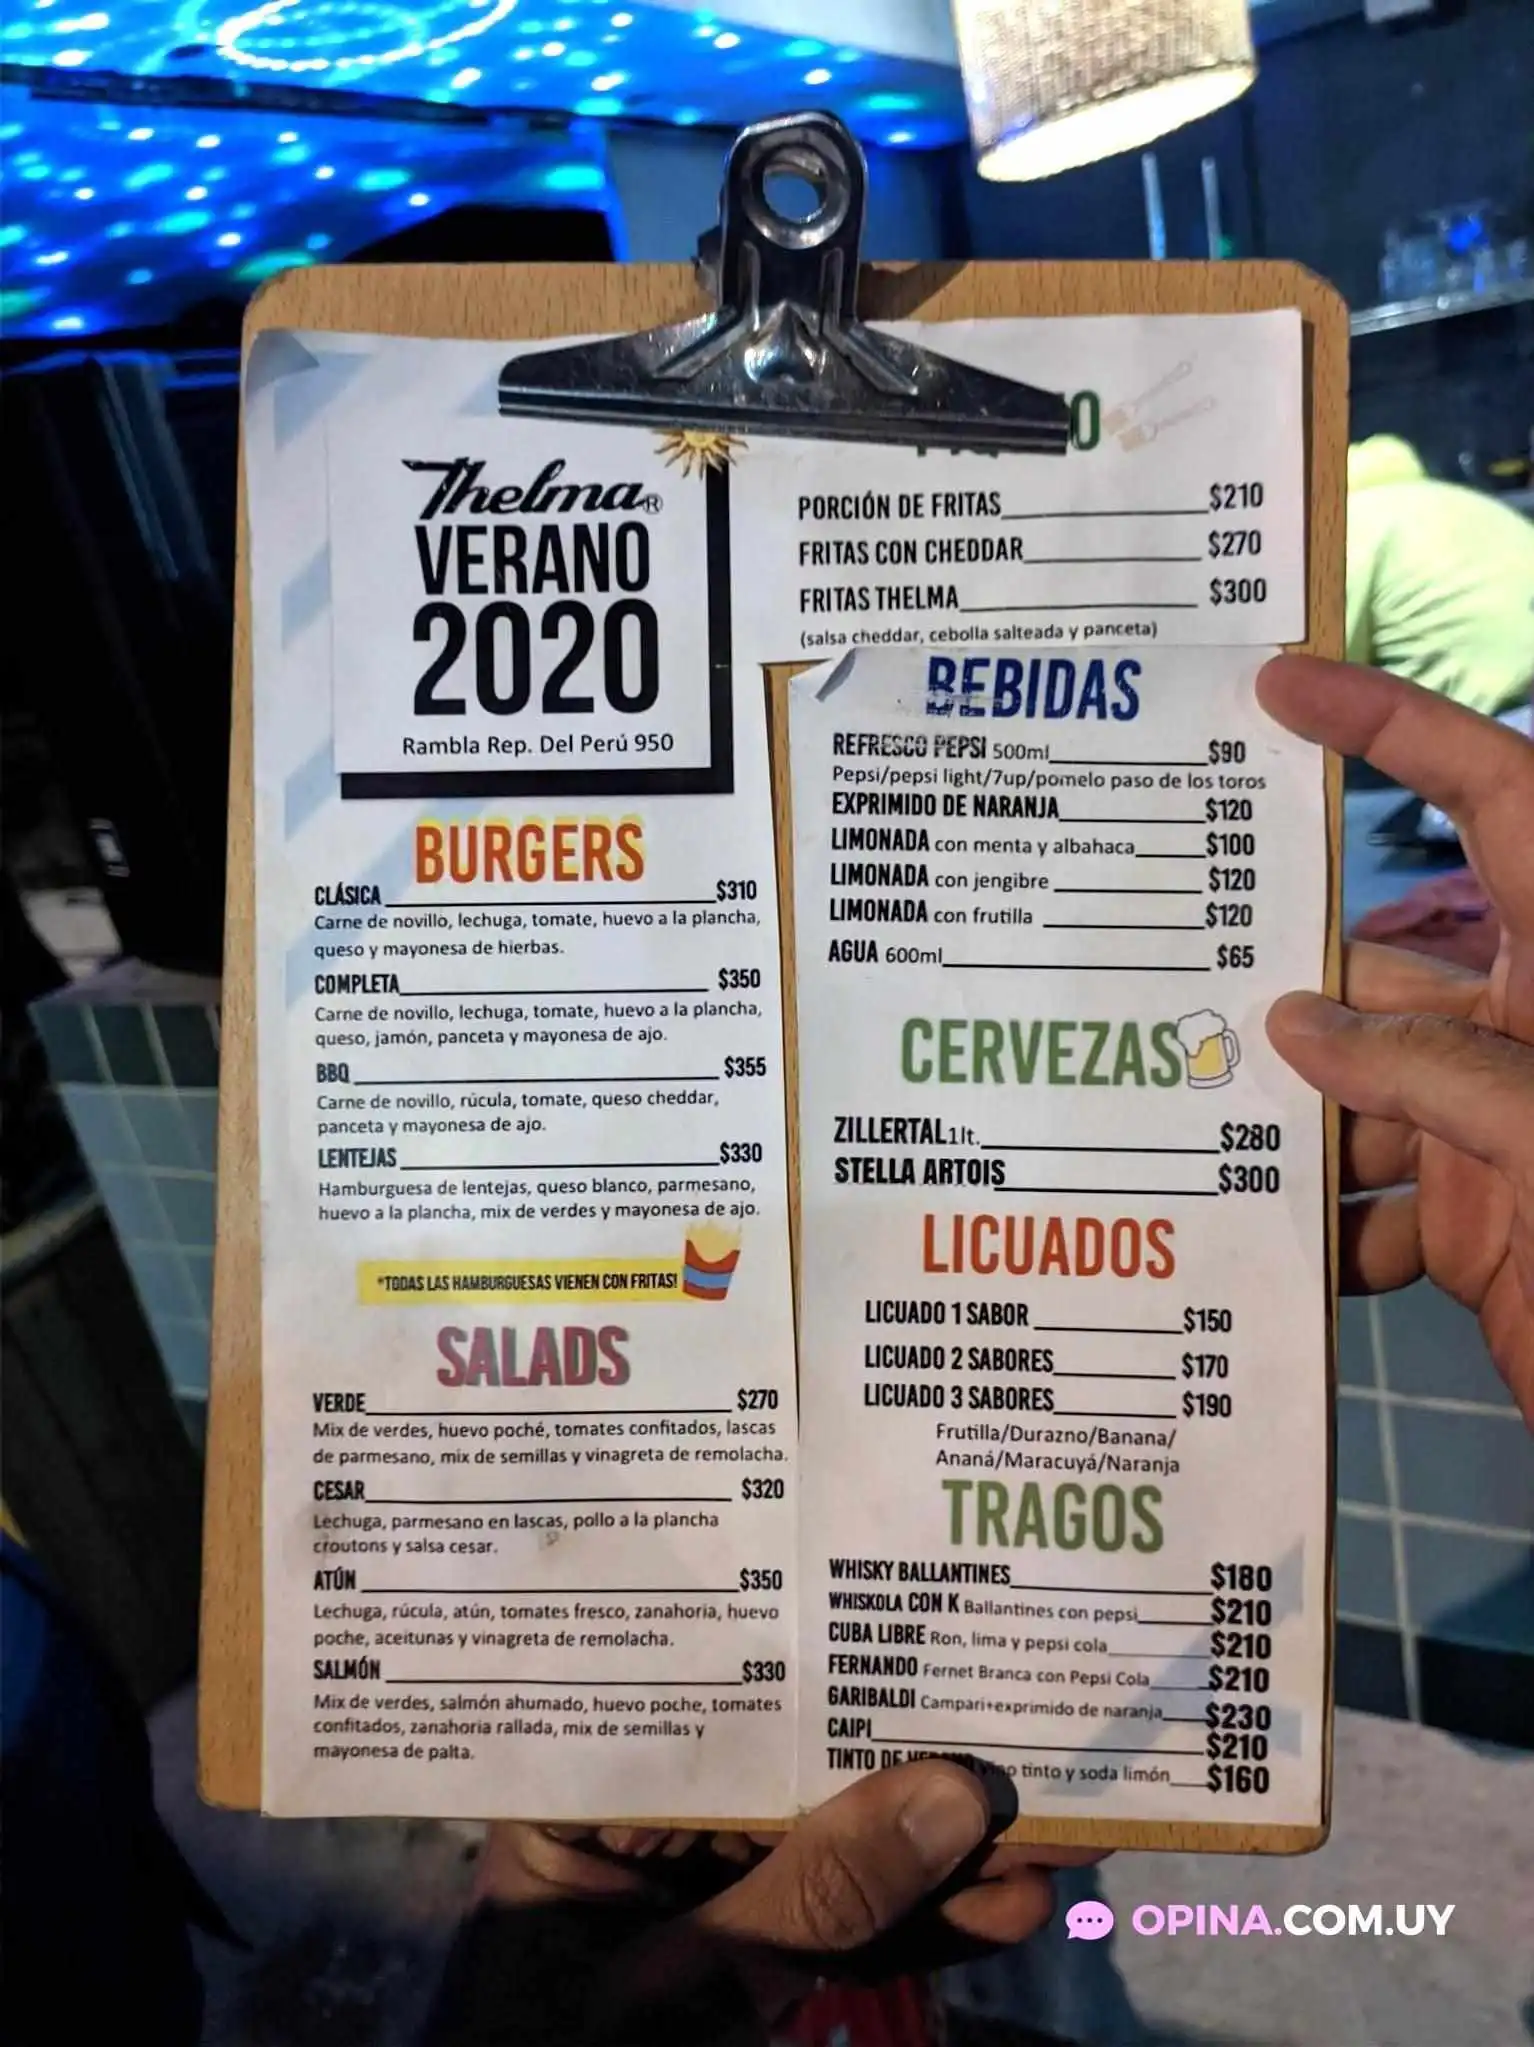 Thelma®
VERANO
2020
Rambla Rep. Del Perú 950
BURGERS
CLÁSICA $310
Carne de novillo, lechuga, tomate, huevo a la plancha,
queso y mayonesa de hierbas.
COMPLETA $350
Carne de novillo, lechuga, tomate, huevo a la plancha,
queso, jamón, panceta y mayonesa de ajo.
BBQ $355
Carne de novillo, rúcula, tomate, queso cheddar,
panceta y mayonesa de ajo.
LENTEJAS $330
Hamburguesa de lentejas, queso blanco, parmesano,
huevo a la plancha, mix de verdes y mayonesa de ajo.
*TODAS LAS HAMBURGUESAS VIENEN CON FRITAS!
SALADS
VERDE $270
Mix de verdes, huevo poché, tomates confitados, lascas
de parmesano, mix de semillas y vinagreta de remolacha.
CESAR $320
Lechuga, parmesano en lascas, pollo a la plancha
croutons y salsa cesar.
ATÚN $350
Lechuga, rúcula, atún, tomates fresco, zanahoria, huevo
poche, aceitunas y vinagreta de remolacha.
SALMÓN $330
Mix de verdes, salmón ahumado, huevo poche, tomates
confitados, zanahoria rallada, mix de semillas y
mayonesa de palta.
PORCIÓN DE FRITAS $210
FRITAS CON CHEDDAR $270
FRITAS THELMA $300
(salsa cheddar, cebolla salteada y panceta)
BEBIDAS
REFRESCO PEPSI 500ml $90
Pepsi/pepsi light/7up/pomelo paso de los toros
EXPRIMIDO DE NARANJA $120
LIMONADA con menta y albahaca $100
LIMONADA con jengibre $120
LIMONADA con frutilla $120
AGUA 600ml $65
CERVEZAS
ZILLERTAL 1lt. $280
STELLA ARTOIS $300
LICUADOS
LICUADO 1 SABOR $150
LICUADO 2 SABORES $170
LICUADO 3 SABORES $190
Frutilla/Durazno/Banana/
Ananá/Maracuyá/Naranja
TRAGOS
WHISKY BALLANTINES $180
WHISKOLA CON K Ballantines con pepsi $210
CUBA LIBRE Ron, lima y pepsi cola $210
FERNANDO Fernet Branca con Pepsi Cola $210
GARIBALDI Campari+exprimido de naranja $230
CAIPI $210
TINTO DE tinto y soda limón $160
OPINA.COM.UY